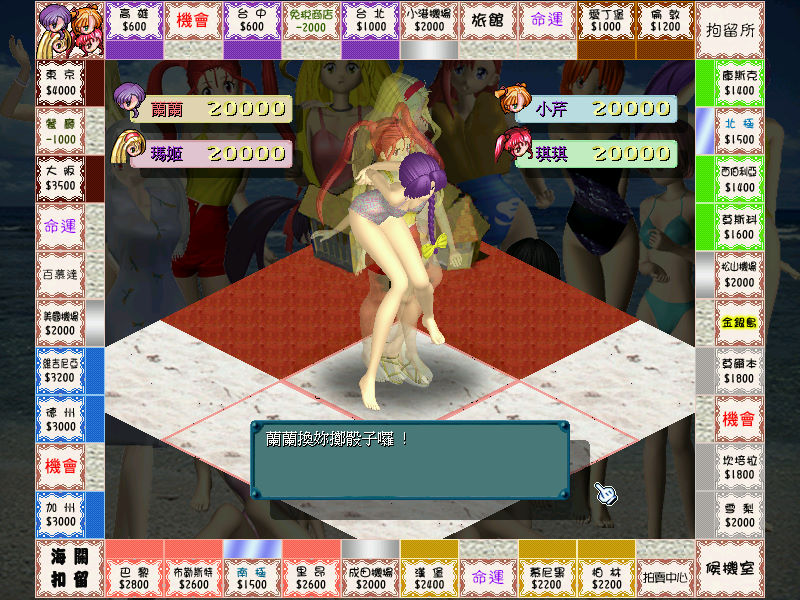 高雄
$600
機會
台中
$600
免稅商店
-2000
台北
$1000
小港機場
$2000
旅館
命運
愛丁堡
$1000
倫敦
$1200
拘留所
東京
$4000
餐廳
-1000
大阪
$3500
命運
百慕達
美國機場
$2000
維吉尼亞
$3200
德州
$3000
機會
加州
$3000
海關
扣留
蘭蘭 20000
小芹 20000
瑪姬 20000
琪琪 20000
庫斯克
$1400
北極
$1500
西伯利亞
$1400
莫斯科
$1600
松山機場
$2000
金銀島
墨爾本
$1800
機會
坎培拉
$1800
雪梨
$2000
蘭蘭換妳擲骰子囉！
巴黎
$2800
布勒斯特
$2600
南極
$1500
里昂
$2600
成田機場
$2000
漢堡
$2400
命運
慕尼黑
$2200
柏林
$2200
拍賣中心
候機室